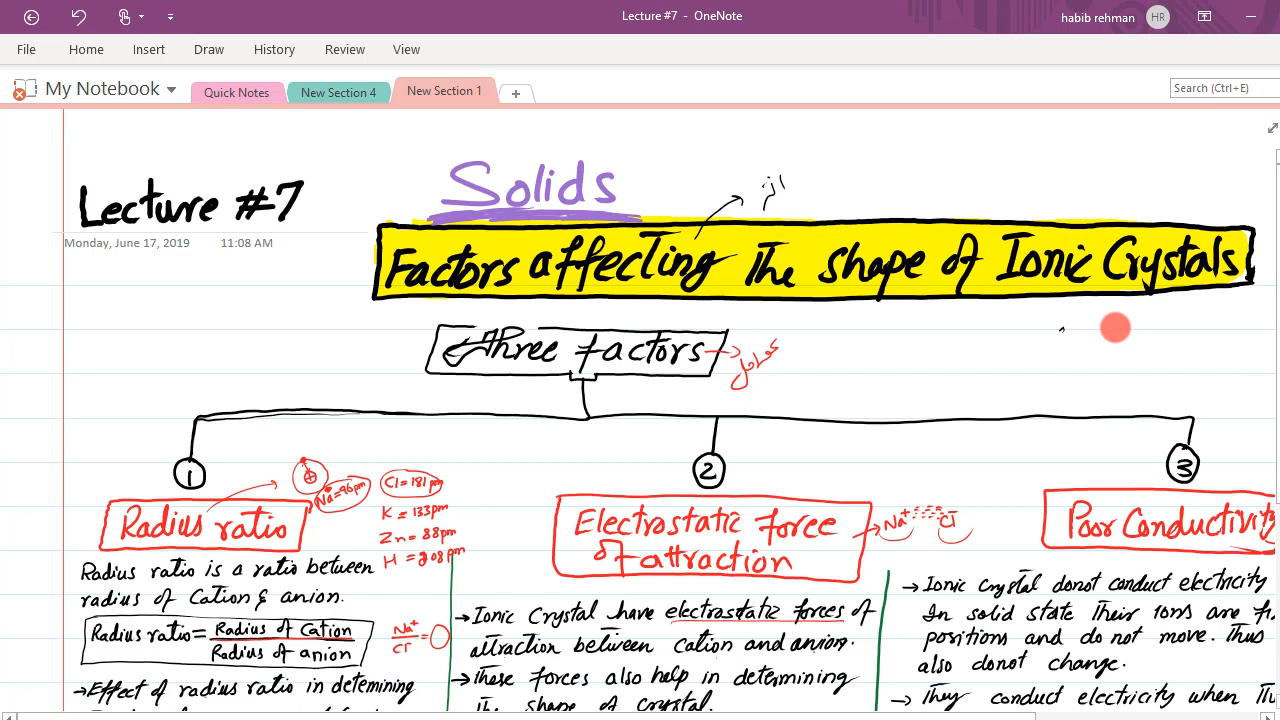 Lecture #7 - OneNote
habib rehman
HR
File Home Insert Draw History Review View
My Notebook
Quick Notes
New Section 4
New Section 1
Search (Ctrl+E)
Lecture #7
Solids
Monday, June 17, 2019 11:08 AM
Factors affecting The shape of Ionic Crystals
Three factors
1
2
3
Na=96pm
Cl=181pm
K=133pm
Zn=88pm
H=208pm
Radius ratio
Electrostatic force
of attraction
Na+ Cl-
Poor Conductivity
Radius ratio is a ratio between
radius of Cation & anion.
Radius ratio= Radius of Cation
Radius of anion
Na+
Cl- =
→Effect of radius ratio in detemining
→ Ionic Crystal have electrostatic forces of
attraction between cation and anion.
→ These forces also help in determining
The shape of crystal.
→ Ionic crystal donot conduct electricity
In solid state Their Ions are
positions and do not move. Thus
also donot change.
→ They conduct electricity when